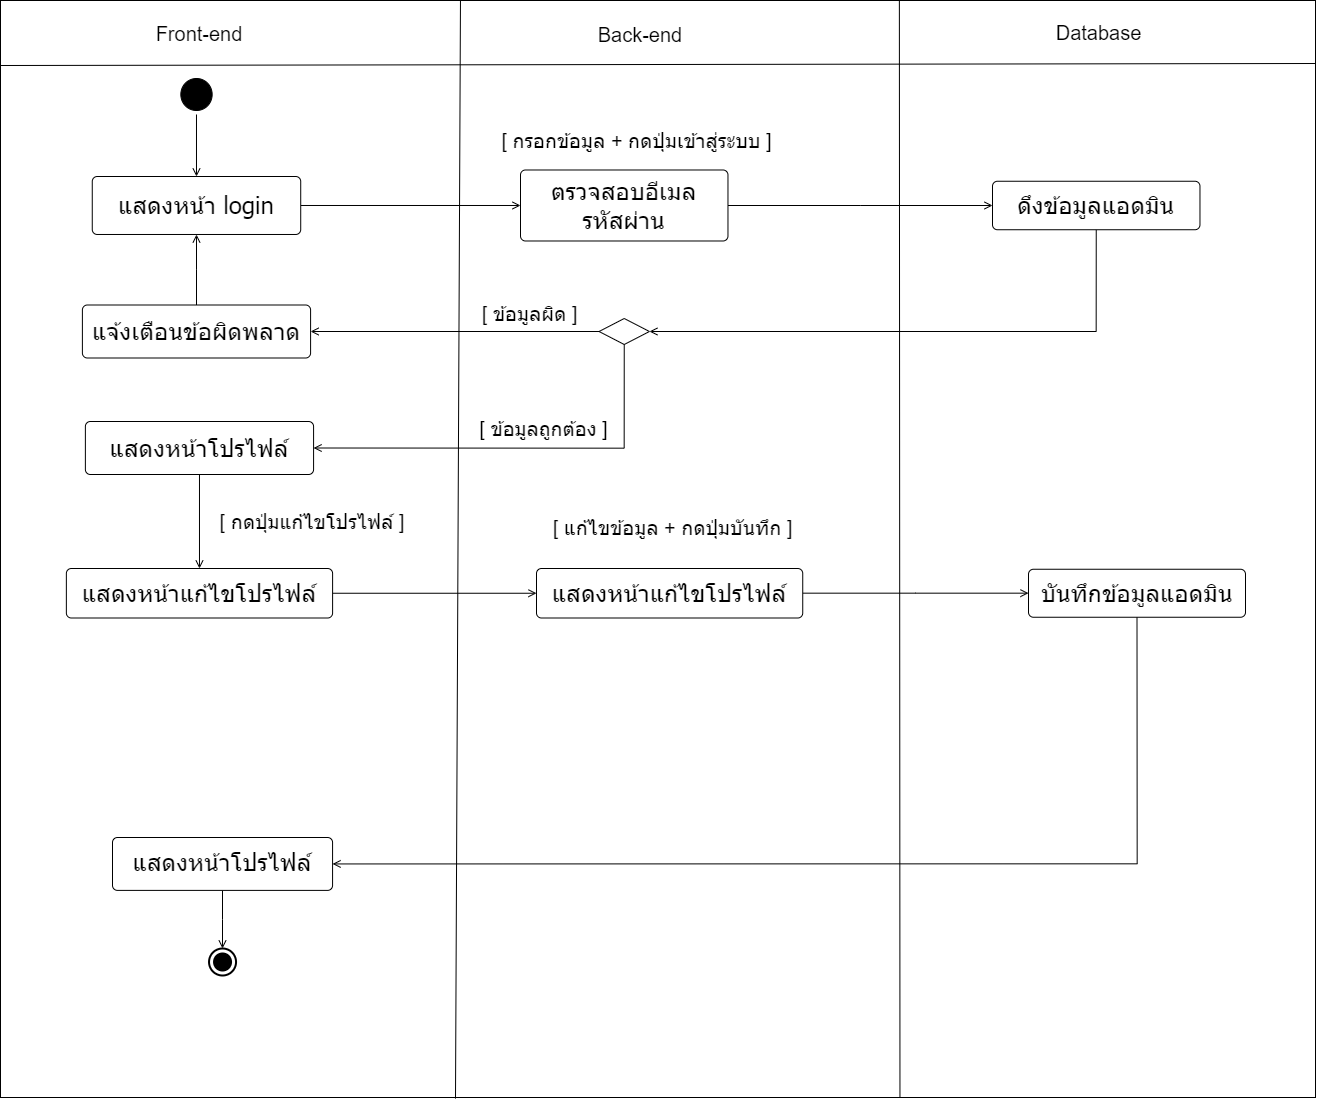 Front-end
Back-end
Database
[ กรอกข้อมูล + กดปุ่มเข้าสู่ระบบ ]
แสดงหน้า login
ตรวจสอบอีเมล
รหัสผ่าน
ดึงข้อมูลแอดมิน
[ ข้อมูลผิด ]
แจ้งเตือนข้อผิดพลาด
[ ข้อมูลถูกต้อง ]
แสดงหน้าโปรไฟล์
[ กดปุ่มแก้ไขโปรไฟล์ ]
[ แก้ไขข้อมูล + กดปุ่มบันทึก ]
แสดงหน้าแก้ไขโปรไฟล์
แสดงหน้าแก้ไขโปรไฟล์
บันทึกข้อมูลแอดมิน
แสดงหน้าโปรไฟล์